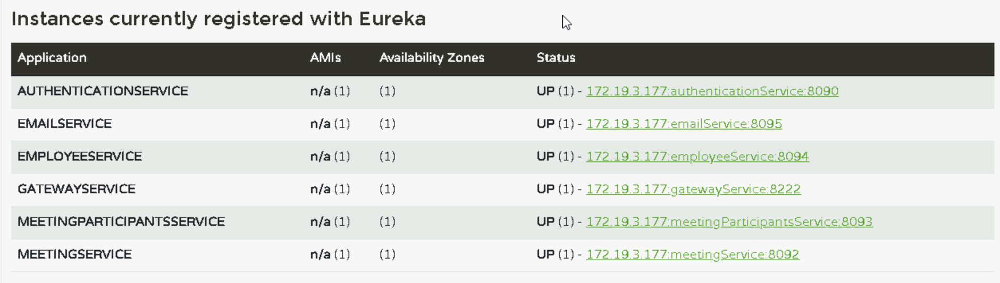 Instances currently registered with Eureka
Application AMIs Availability Zones Status
AUTHENTICATIONSERVICE n/a (1) (1) UP (1) - 172.19.3.177:authenticationService:8090
EMAILSERVICE n/a (1) (1) UP (1) - 172.19.3.177:emailService:8095
EMPLOYEESERVICE n/a (1) (1) UP (1) - 172.19.3.177:employeeService:8094
GATEWAYSERVICE n/a (1) (1) UP (1) - 172.19.3.177:gatewayService:8222
MEETINGPARTICIPANTSSERVICE n/a (1) (1) UP (1) - 172.19.3.177:meetingParticipantsService:8093
MEETINGSERVICE n/a (1) (1) UP (1) - 172.19.3.177:meetingService:8092